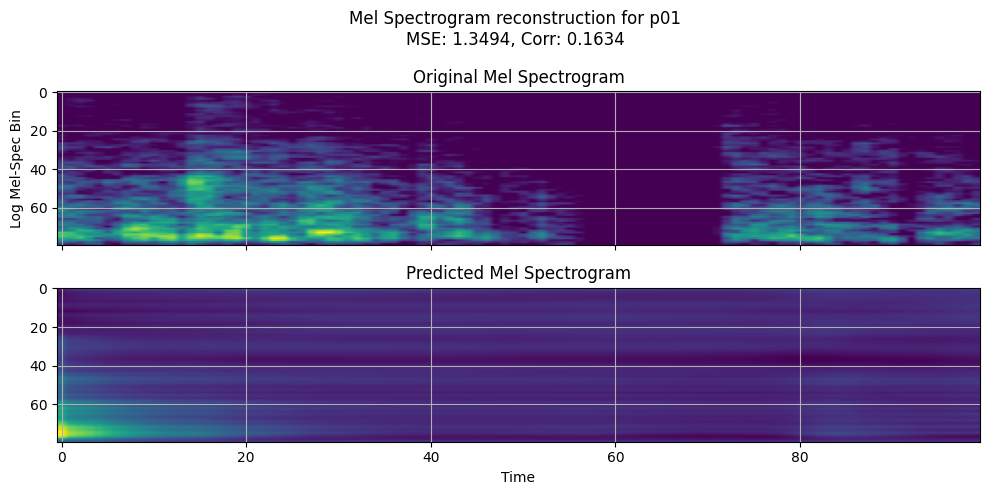 Mel Spectrogram reconstruction for p01
MSE: 1.3494, Corr: 0.1634
Original Mel Spectrogram
Log Mel-Spec Bin
0
20
40
60
Predicted Mel Spectrogram
0
20
40
60
0 20 40 60 80
Time